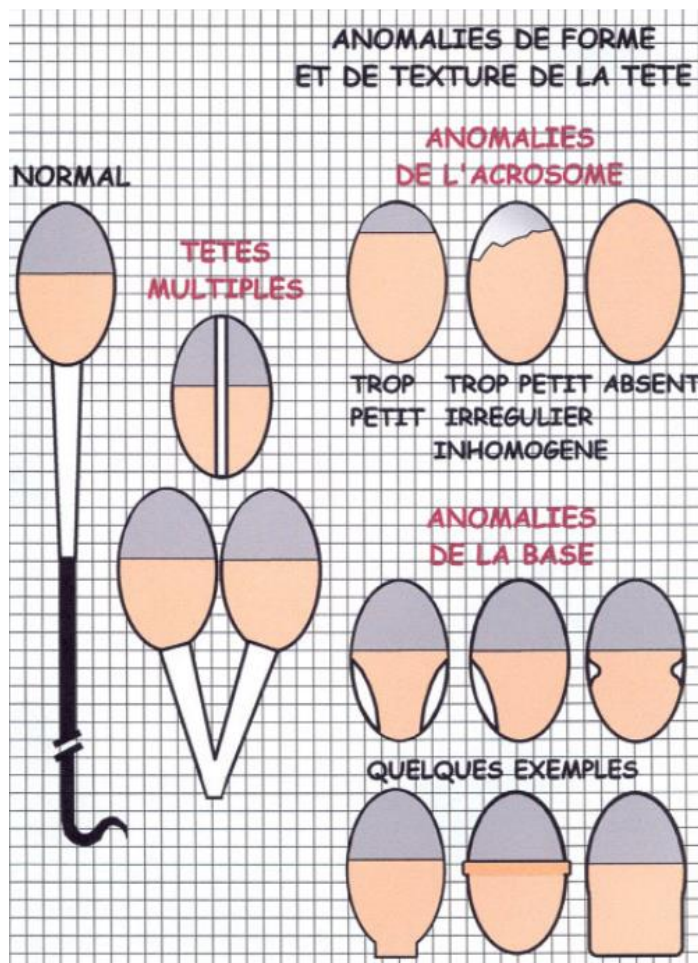 ANOMALIES DE FORME
ET DE TEXTURE DE LA TETE
NORMAL
TETES
MULTIPLES
ANOMALIES
DE L'ACROSOME
TROP
PETIT
TROP PETIT
IRREGULIER
INHOMOGENE
ABSENT
ANOMALIES
DE LA BASE
QUELQUES EXEMPLES